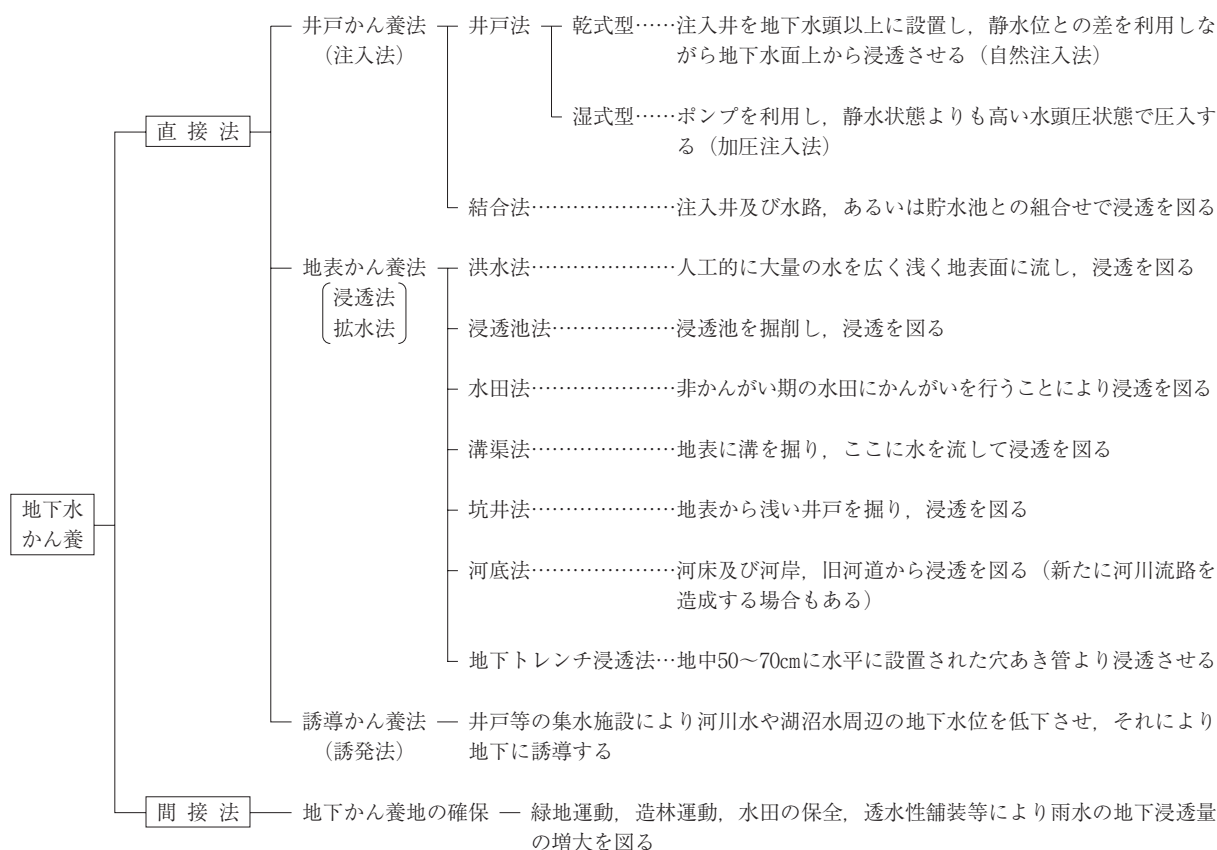 井戸かん養法
(注入法)
井戸法
乾式型……注入井を地下水頭以上に設置し，静水位との差を利用しな
がら地下水面上から浸透させる（自然注入法）
直接法
湿式型……ポンプを利用し，静水状態よりも高い水頭圧状態で圧入す
る（加圧注入法）
結合法…………………注入井及び水路，あるいは貯水池との組合せで浸透を図る
地表かん養法
浸透法
拡水法
洪水法…………………人工的に大量の水を広く浅く地表面に流し，浸透を図る
浸透池法………………浸透池を掘削し，浸透を図る
水田法…………………非かんがい期の水田にかんがいを行うことにより浸透を図る
溝渠法…………………地表に溝を掘り，ここに水を流して浸透を図る
地下水
かん養
坑井法…………………地表から浅い井戸を掘り，浸透を図る
河底法…………………河床及び河岸，旧河道から浸透を図る（新たに河川流路を
造成する場合もある）
地下トレンチ浸透法…地中50〜70㎝に水平に設置された穴あき管より浸透させる
誘導かん養法
（誘発法）
井戸等の集水施設により河川水や湖沼水周辺の地下水位を低下させ，それにより
地下に誘導する
間接法
地下かん養地の確保
緑地運動，造林運動，水田の保全，透水性舗装等により雨水の地下浸透量
の増大を図る